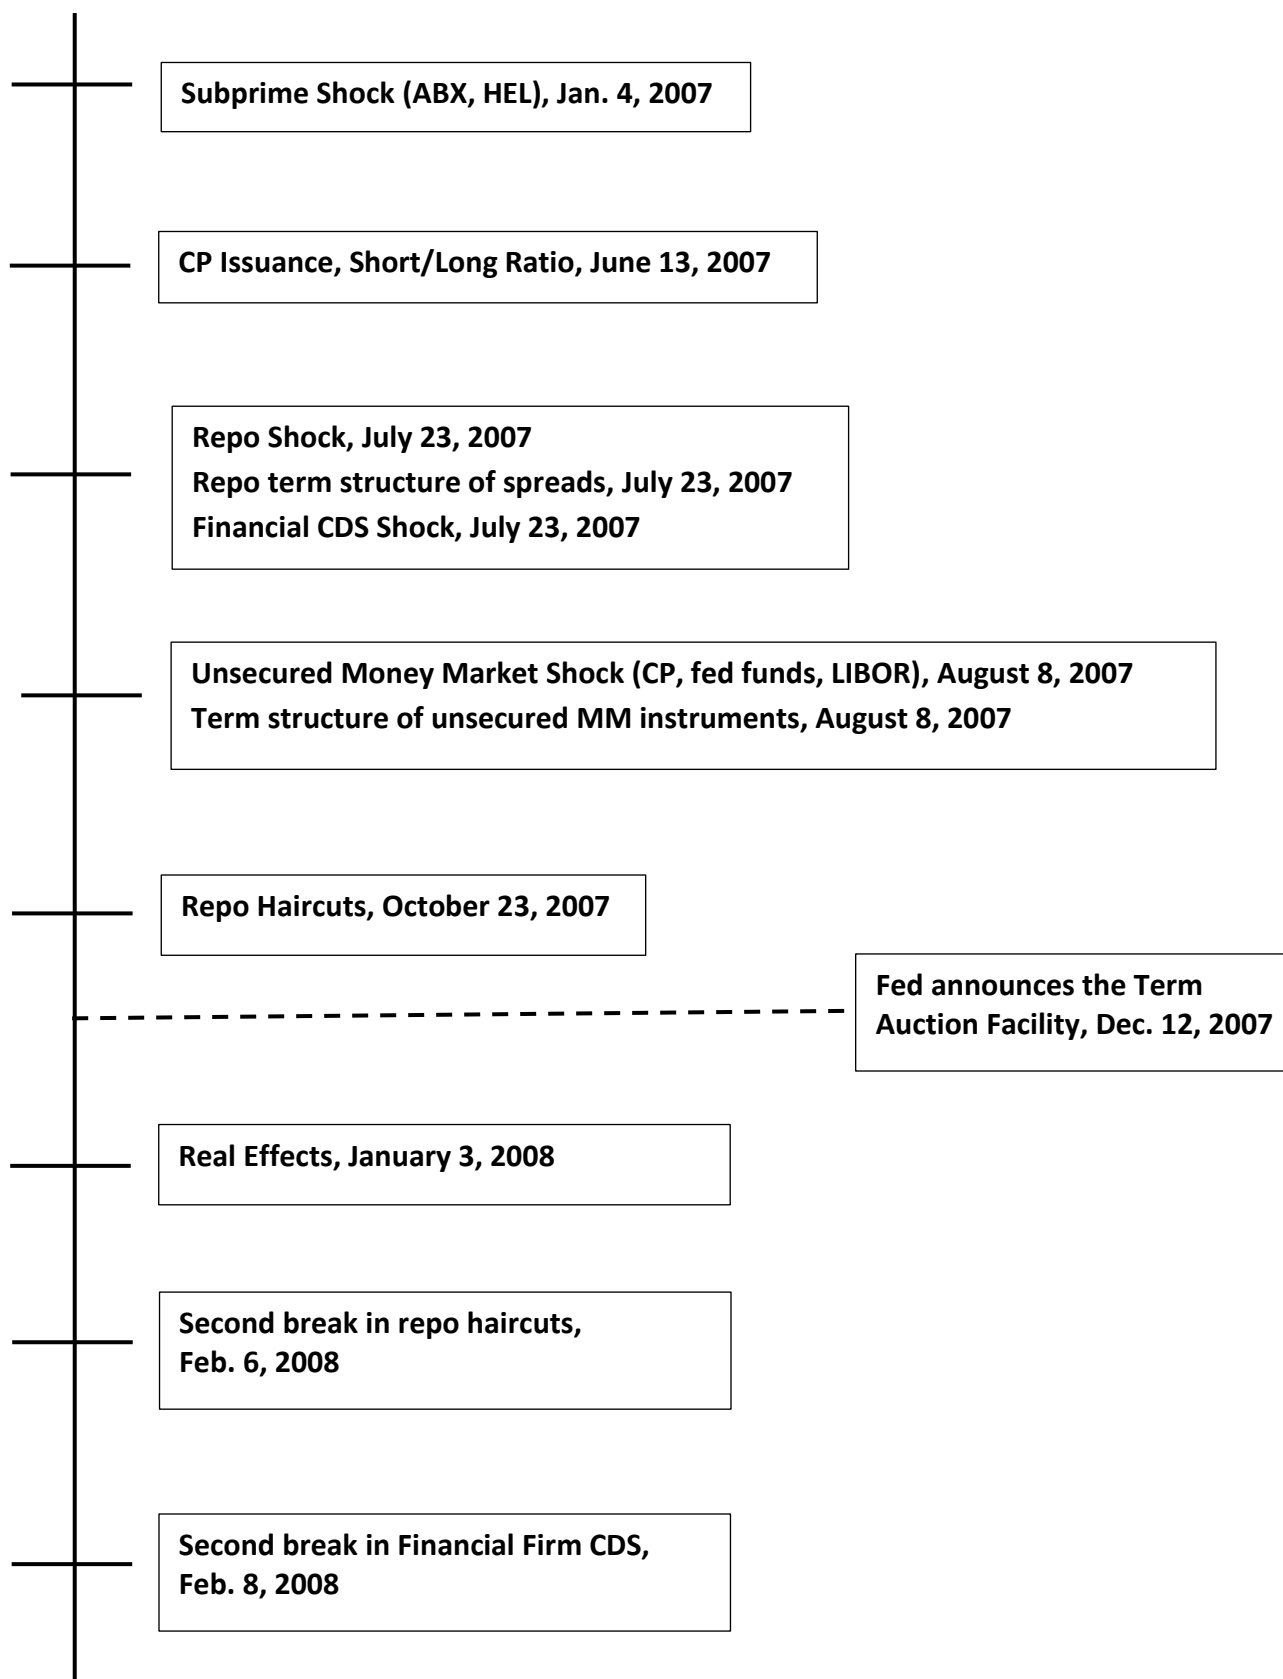 Subprime Shock (ABX, HEL), Jan. 4, 2007
CP Issuance, Short/Long Ratio, June 13, 2007
Repo Shock, July 23, 2007
Repo term structure of spreads, July 23, 2007
Financial CDS Shock, July 23, 2007
Unsecured Money Market Shock (CP, fed funds, LIBOR), August 8, 2007
Term structure of unsecured MM instruments, August 8, 2007
Repo Haircuts, October 23, 2007
Fed announces the Term
Auction Facility, Dec. 12, 2007
Real Effects, January 3, 2008
Second break in repo haircuts,
Feb. 6, 2008
Second break in Financial Firm CDS,
Feb. 8, 2008